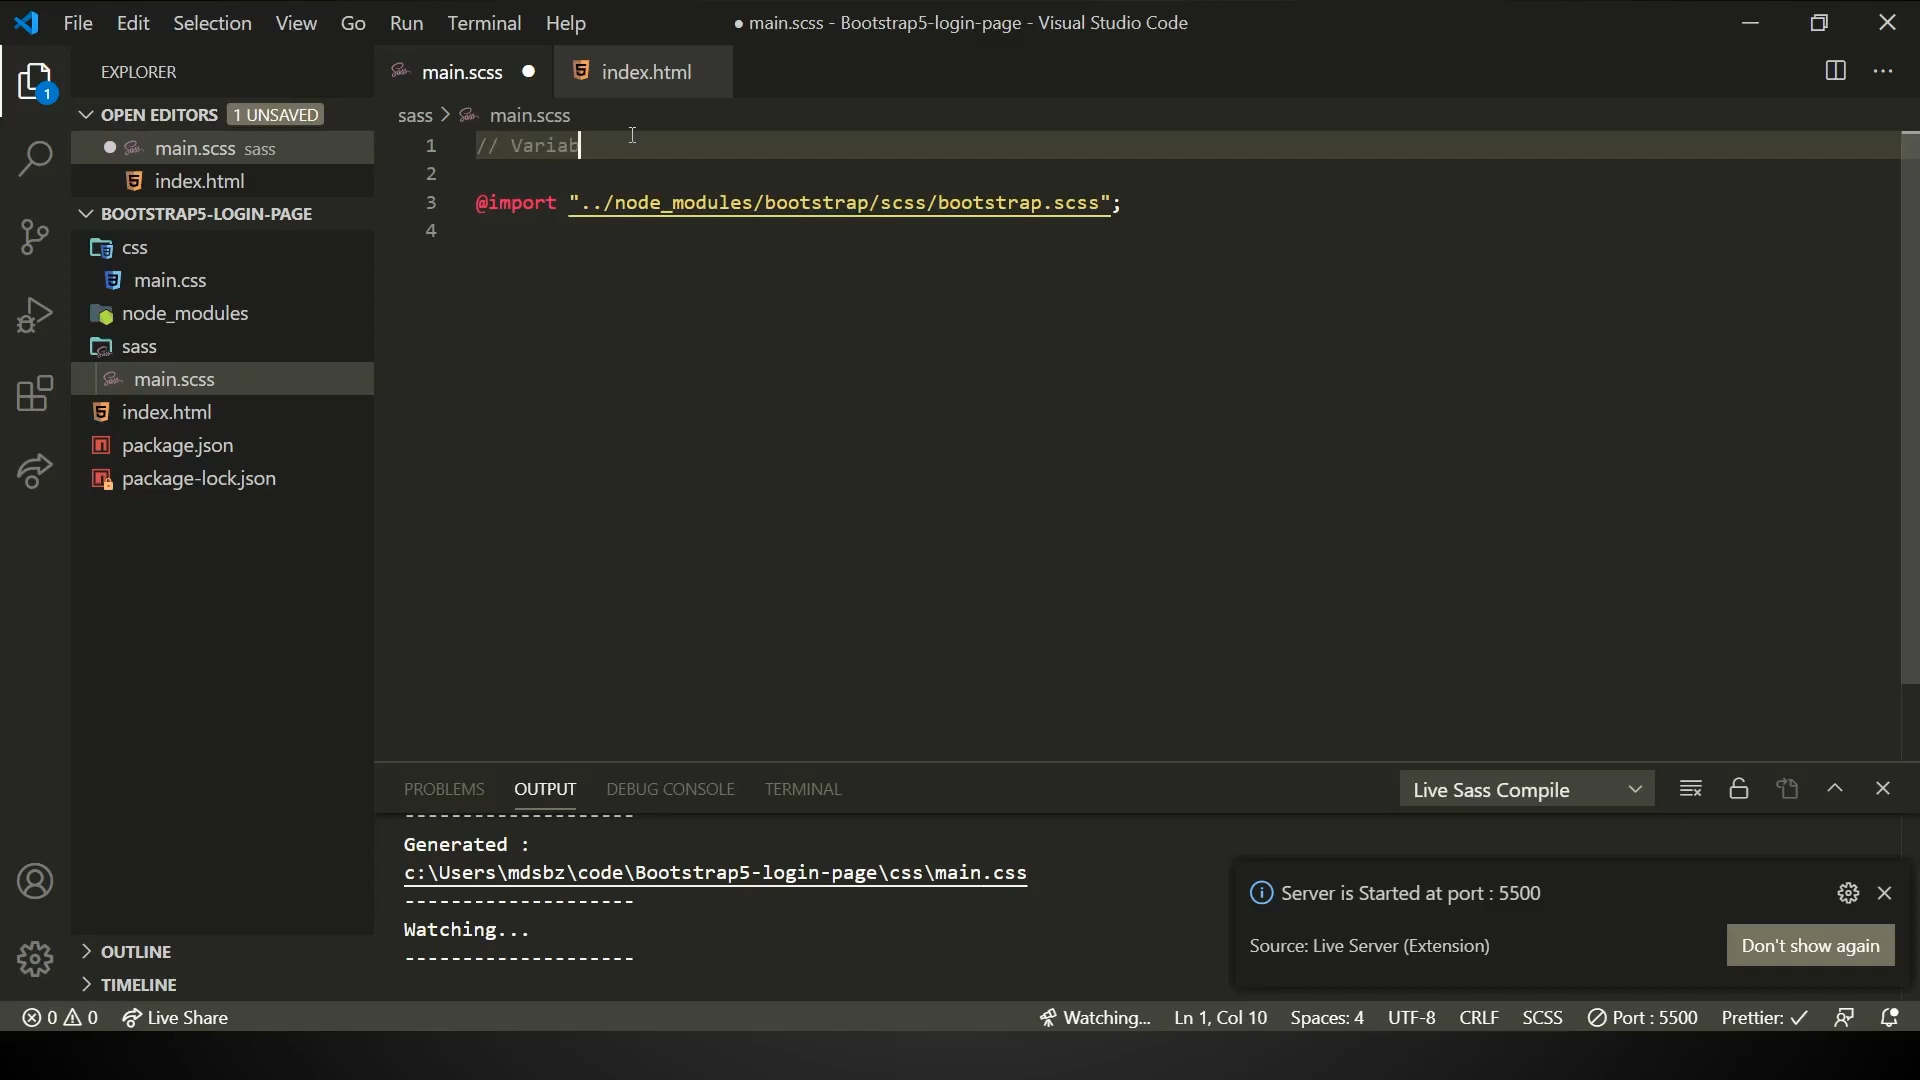 File Edit Selection View Go Run Terminal Help
● main.scss - Bootstrap5-login-page - Visual Studio Code
EXPLORER
1
OPEN EDITORS 1 UNSAVED
main.scss sass
index.html
BOOTSTRAP5-LOGIN-PAGE
css
main.css
node_modules
sass
main.scss
index.html
package.json
package-lock.json
OUTLINE
TIMELINE
main.scss index.html
sass > main.scss
1 // Variab
2
3 @import "../node_modules/bootstrap/scss/bootstrap.scss";
4
PROBLEMS OUTPUT DEBUG CONSOLE TERMINAL
Live Sass Compile
--------------------
Generated :
c:\Users\mdsbz\code\Bootstrap5-login-page\css\main.css
--------------------
Watching...
--------------------
Server is Started at port : 5500
Source: Live Server (Extension)
Don't show again
0 0 Live Share
Watching... Ln 1, Col 10 Spaces: 4 UTF-8 CRLF SCSS Port : 5500 Prettier: ✓